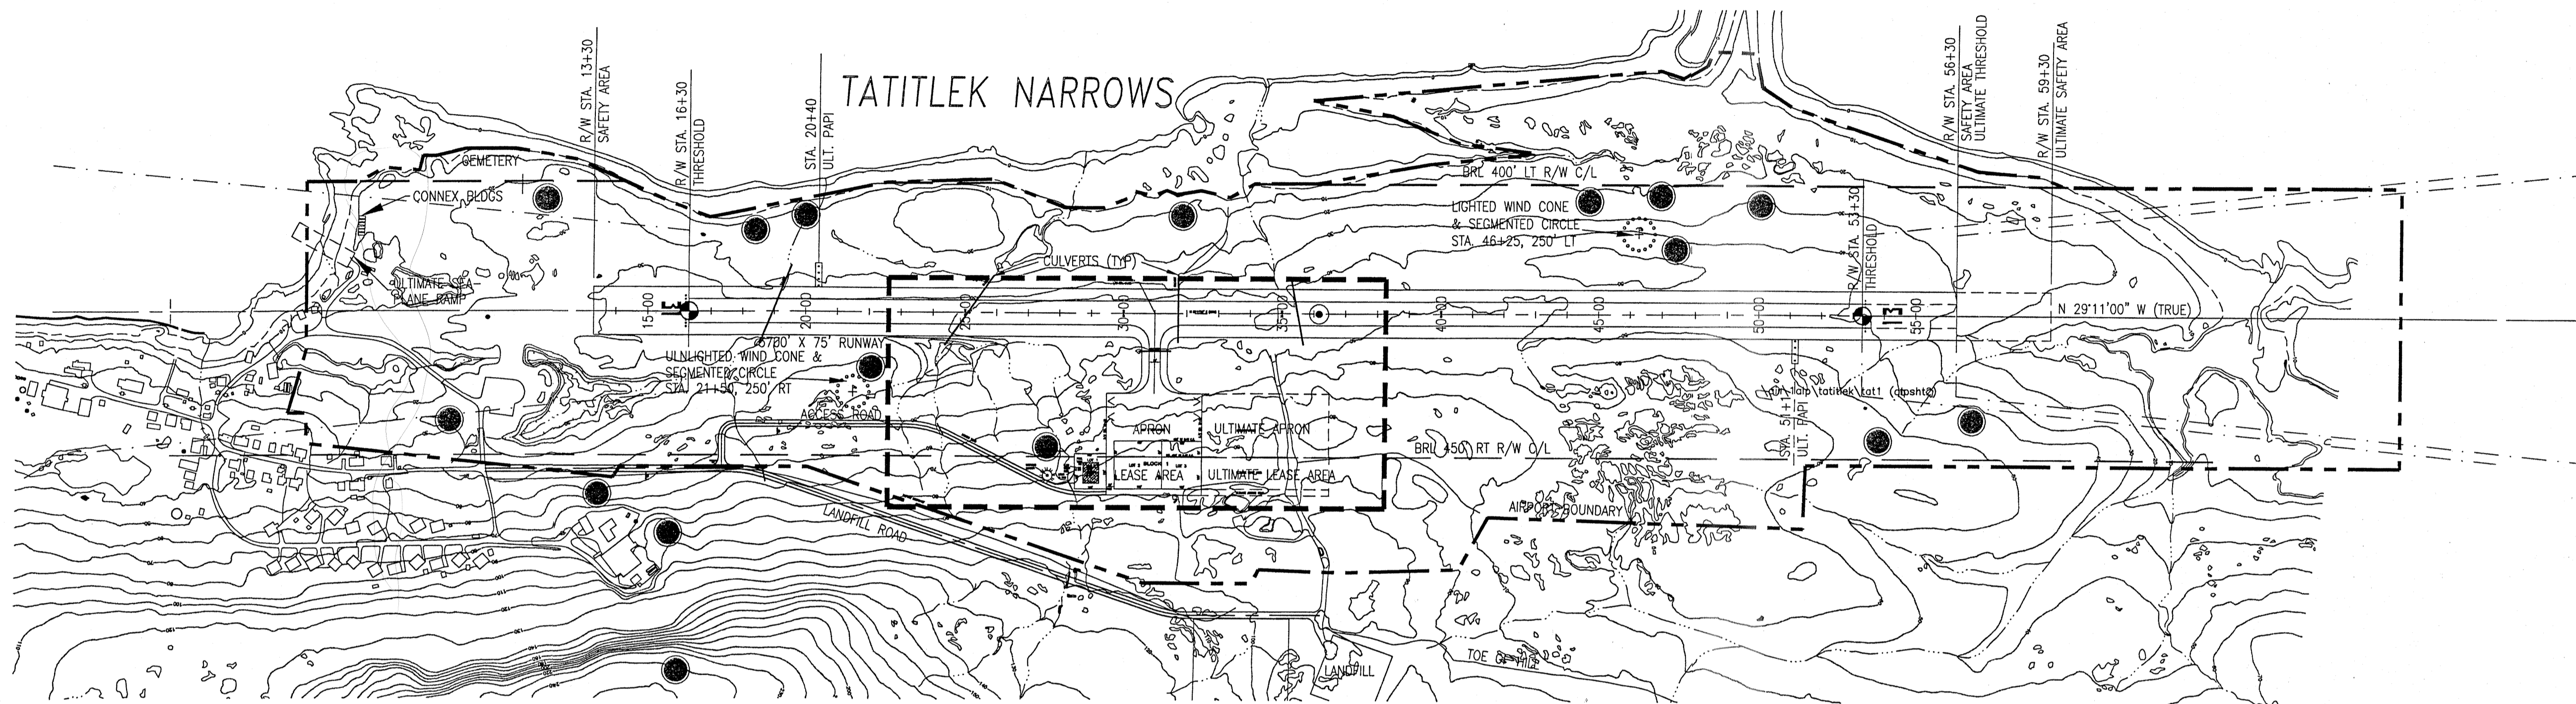 TATITLEK NARROWS
R/W STA. 13+30
SAFETY AREA
R/W STA. 16+30
THRESHOLD
STA. 20+40
ULT. PAPI
R/W STA. 56+30
SAFETY AREA
ULTIMATE THRESHOLD
R/W STA. 59+30
ULTIMATE SAFETY AREA
CEMETERY
CONNEX BLDGS
ULTIMATE SEA-
PLANE RAMP
BRL 400' LT R/W C/L
LIGHTED WIND CONE
& SEGMENTED CIRCLE
STA. 46+25, 250' LT
R/W STA. 53+30
THRESHOLD
CULVERTS (TYP)
15+00
20+00
25+00
30+00
35+00
40+00
45+00
50+00
55+00
13
N 29°11'00" W (TRUE)
X 75' RUNWAY
ULNLIGHTED WIND CONE &
SEGMENTED CIRCLE
STA. 21+50, 250' RT
ACCESS ROAD
APRON
ULTIMATE APRON
BLOCK 1
LEASE AREA
ULTIMATE LEASE AREA
BRL 450' RT R/W C/L
ULT. PAPI
AIRPORT BOUNDARY
LANDFILL ROAD
TOE OF HILL
LANDFILL